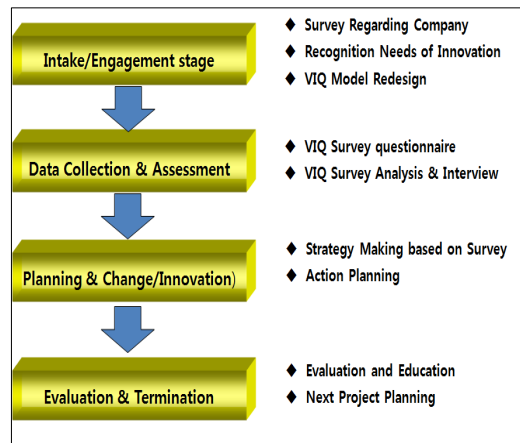 Intake/Engagement stage
◆ Survey Regarding Company
◆ Recognition Needs of Innovation
◆ VIQ Model Redesign
Data Collection & Assessment
◆ VIQ Survey questionnaire
◆ VIQ Survey Analysis & Interview
Planning & Change/Innovation)
◆ Strategy Making based on Survey
◆ Action Planning
Evaluation & Termination
◆ Evaluation and Education
◆ Next Project Planning